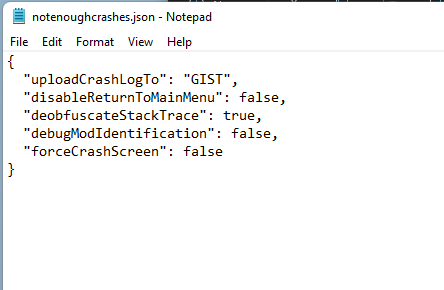 notenoughcrashes.json - Notepad
File Edit Format View Help
{
  "uploadCrashLogTo": "GIST",
  "disableReturnToMainMenu": false,
  "deobfuscateStackTrace": true,
  "debugModIdentification": false,
  "forceCrashScreen": false
}